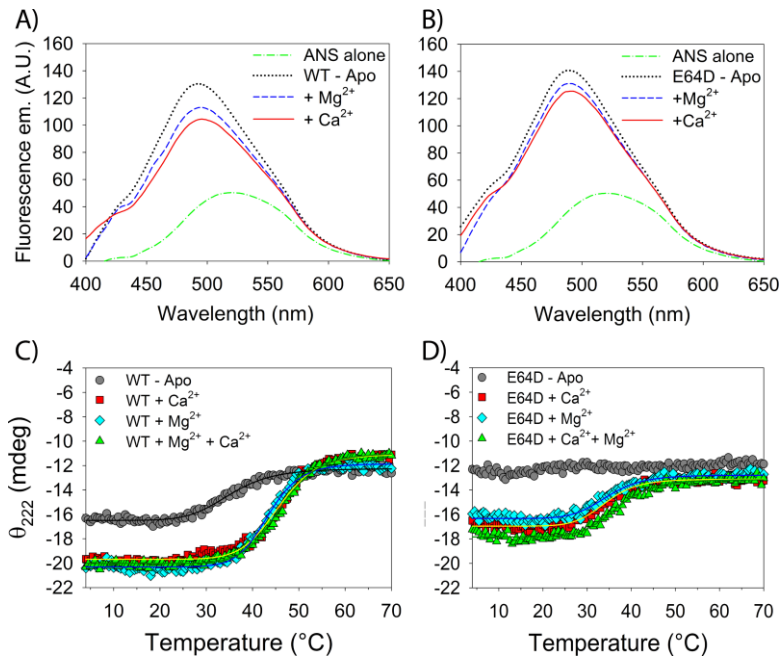 A)
160
140
120
100
80
60
40
20
0
Fluorescence em. (A.U.)
ANS alone
WT - Apo
+ Mg²⁺
+ Ca²⁺
400 450 500 550 600 650
Wavelength (nm)
B)
160
140
120
100
80
60
40
20
0
ANS alone
E64D - Apo
+Mg²⁺
+Ca²⁺
400 450 500 550 600 650
Wavelength (nm)
C)
-4
-6
-8
-10
-12
-14
-16
-18
-20
-22
θ₂₂₂ (mdeg)
WT - Apo
WT + Ca²⁺
WT + Mg²⁺
WT + Mg²⁺ + Ca²⁺
10 20 30 40 50 60 70
Temperature (°C)
D)
-4
-6
-8
-10
-12
-14
-16
-18
-20
-22
E64D - Apo
E64D + Ca²⁺
E64D + Mg²⁺
E64D + Ca²⁺ + Mg²⁺
10 20 30 40 50 60 70
Temperature (°C)